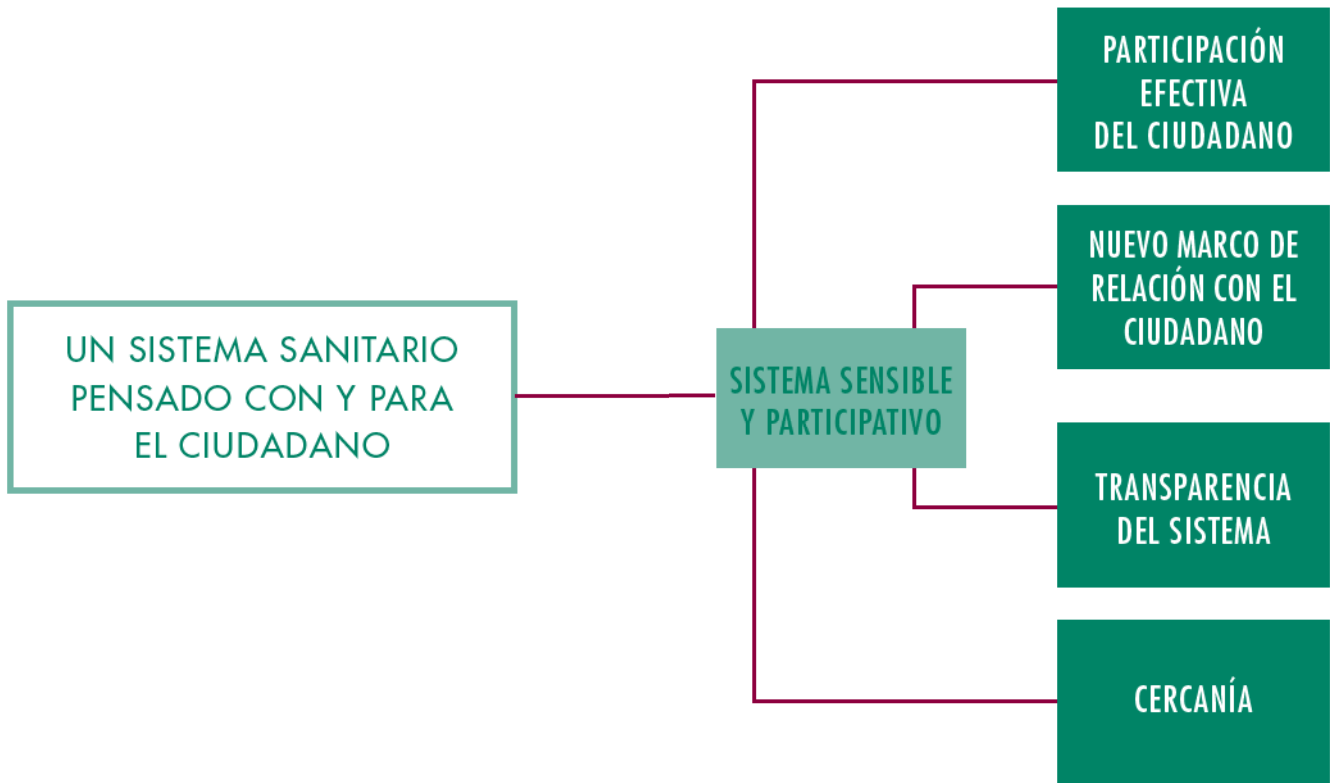 UN SISTEMA SANITARIO
PENSADO CON Y PARA
EL CIUDADANO
SISTEMA SENSIBLE
Y PARTICIPATIVO
PARTICIPACIÓN
EFECTIVA
DEL CIUDADANO
NUEVO MARCO DE
RELACIÓN CON EL
CIUDADANO
TRANSPARENCIA
DEL SISTEMA
CERCANÍA